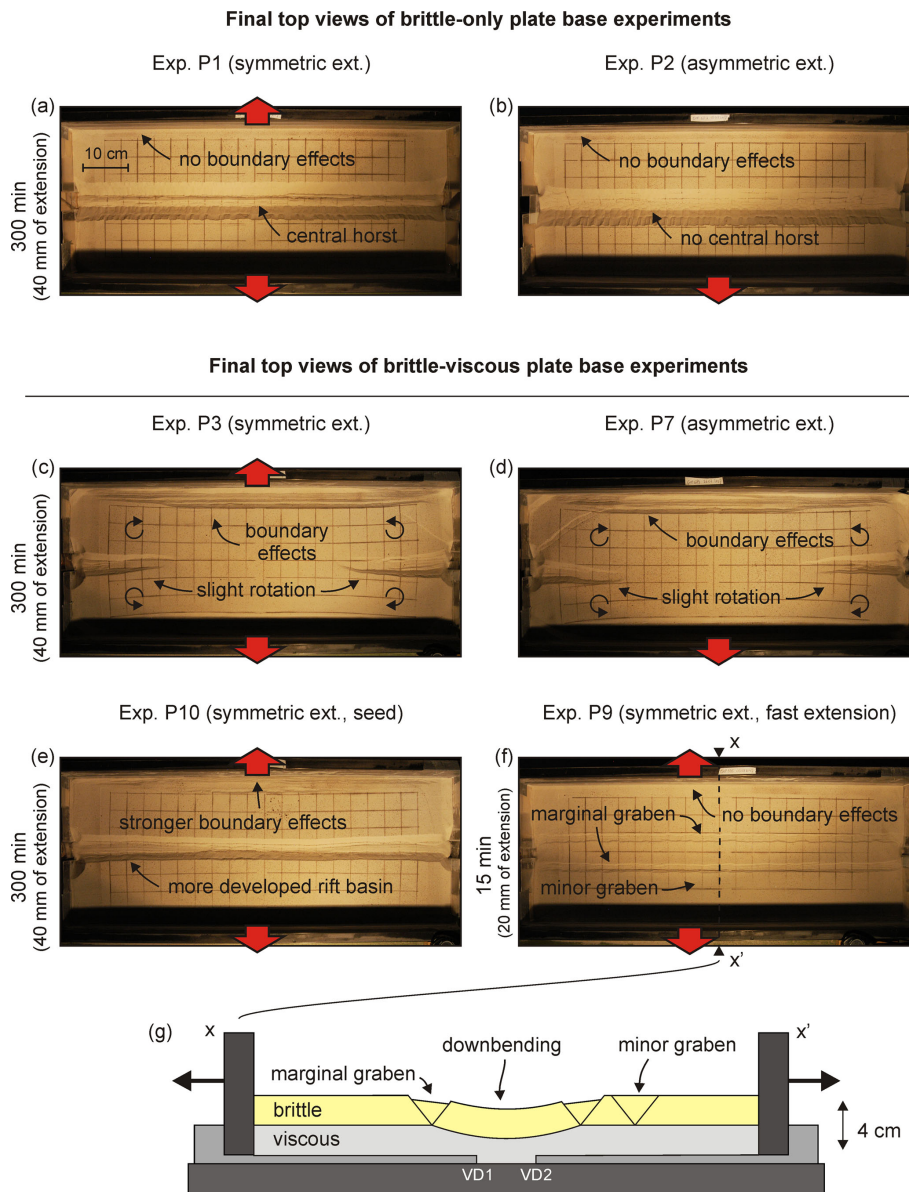 Final top views of brittle-only plate base experiments
Exp. P1 (symmetric ext.)
Exp. P2 (asymmetric ext.)
(a)
(b)
300 min
(40 mm of extension)
10 cm
no boundary effects
central horst
no boundary effects
no central horst
Final top views of brittle-viscous plate base experiments
Exp. P3 (symmetric ext.)
Exp. P7 (asymmetric ext.)
(c)
(d)
300 min
(40 mm of extension)
boundary
effects
slight rotation
boundary effects
slight rotation
Exp. P10 (symmetric ext., seed)
Exp. P9 (symmetric ext., fast extension)
(e)
(f)
x
300 min
(40 mm of extension)
stronger boundary effects
more developed rift basin
15 min
(20 mm of extension)
marginal graben
no boundary effects
minor graben
x'
(g)
x
x'
downbending
minor graben
marginal graben
brittle
viscous
4 cm
VD1
VD2